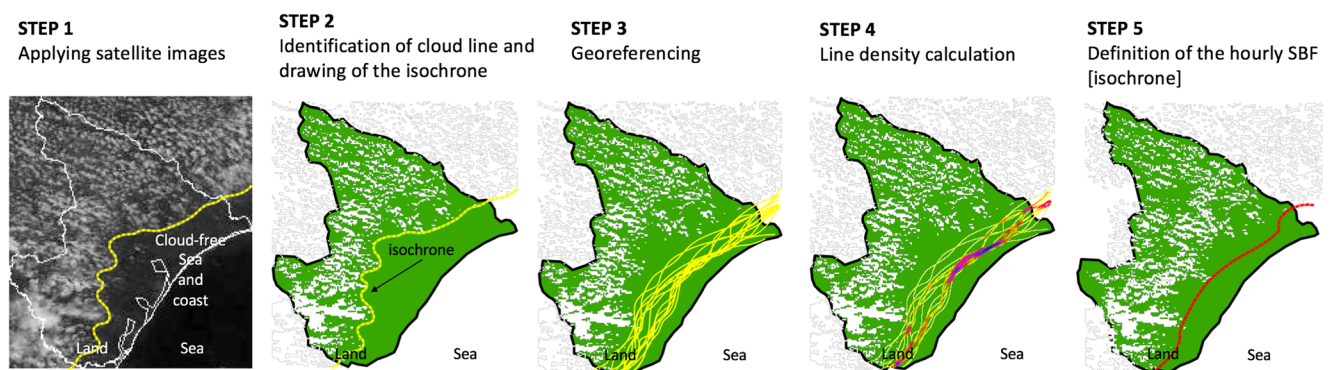 STEP 1
Applying satellite images
Cloud-free
Sea
and
coast
Land
Sea
STEP 2
Identification of cloud line and
drawing of the isochrone
isochrone
Land
Sea
STEP 3
Georeferencing
Land
Sea
STEP 4
Line density calculation
Land
Sea
STEP 5
Definition of the hourly SBF
[isochrone]
Land
Sea